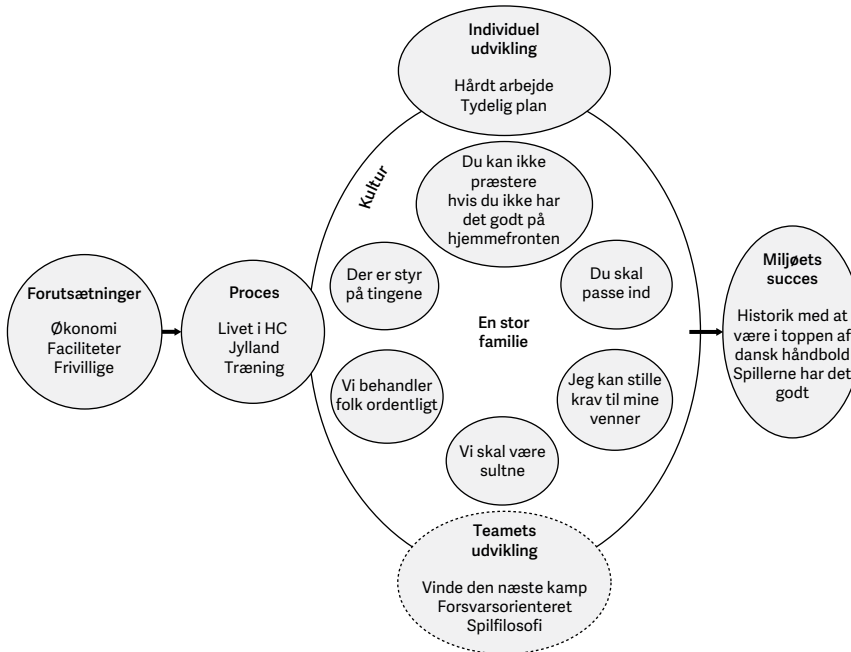 Individuel
udvikling
Hårdt arbejde
Tydelig plan
Kultur
Du kan ikke
præstere
hvis du ikke har
det godt på
hjemmefronten
Der er styr
på tingene
Du skal
passe ind
Forutsætninger
Økonomi
Faciliteter
Frivillige
Proces
Livet i HC
Jylland
Træning
En stor
familie
Miljøets
succes
Historik med at
være i toppen af
dansk håndbold
Spillerne har det
godt
Vi behandler
folk ordentligt
Jeg kan stille
krav til mine
venner
Vi skal være
sultne
Teamets
udvikling
Vinde den næste kamp
Forsvarsorienteret
Spilfilosofi